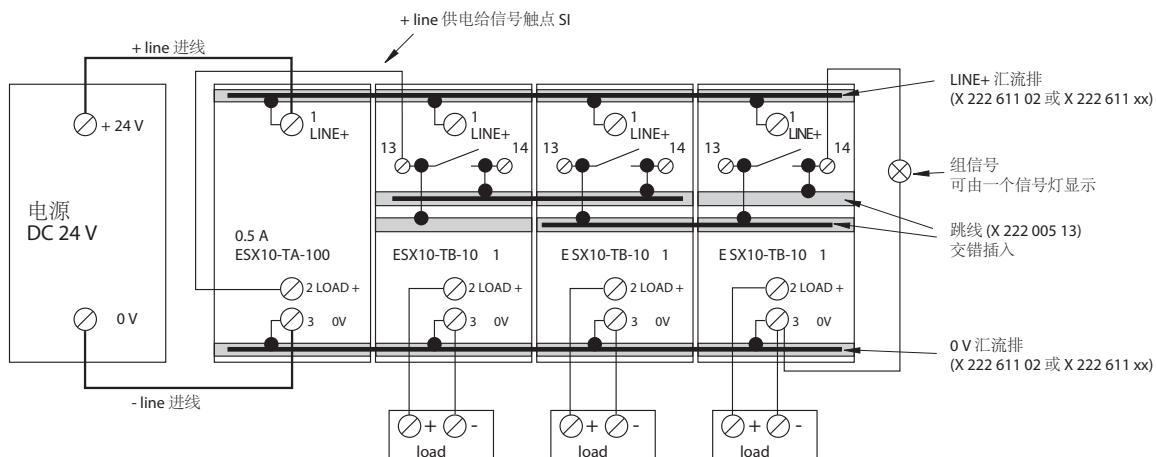 + line 供电给信号触点 SI
+ line 进线
LINE+ 汇流排
(X 222 611 02 或 X 222 611 xx)
+ 24 V
1
LINE+
1
LINE+
1
LINE+
1
LINE+
13
14
13
14
13
14
组信号
可由一个信号灯显示
电源
DC 24 V
跳线 (X 222 005 13)
交错插入
0.5 A
ESX10-TA-100
ESX10-TB-10 1
E SX10-TB-10 1
E SX10-TB-10 1
2 LOAD +
2 LOAD +
2 LOAD +
2 LOAD +
0 V
3 0V
3 0V
3 0V
3 0V
0 V 汇流排
(X 222 611 02 或 X 222 611 xx)
- line 进线
+ -
+ -
+ -
load
load
load